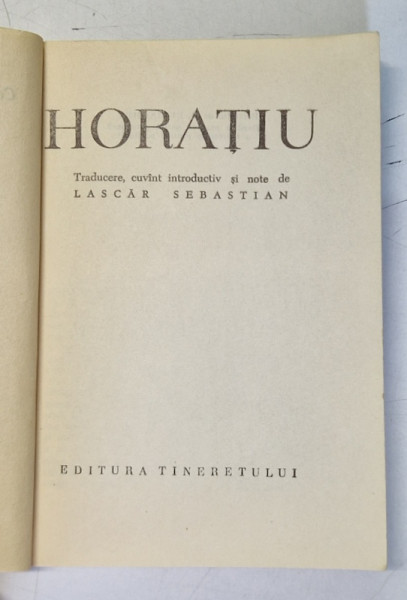 HORAȚIU
Traducere, cuvînt introductiv și note de
LASCĂR SEBASTIAN
EDITURA TINERETULUI